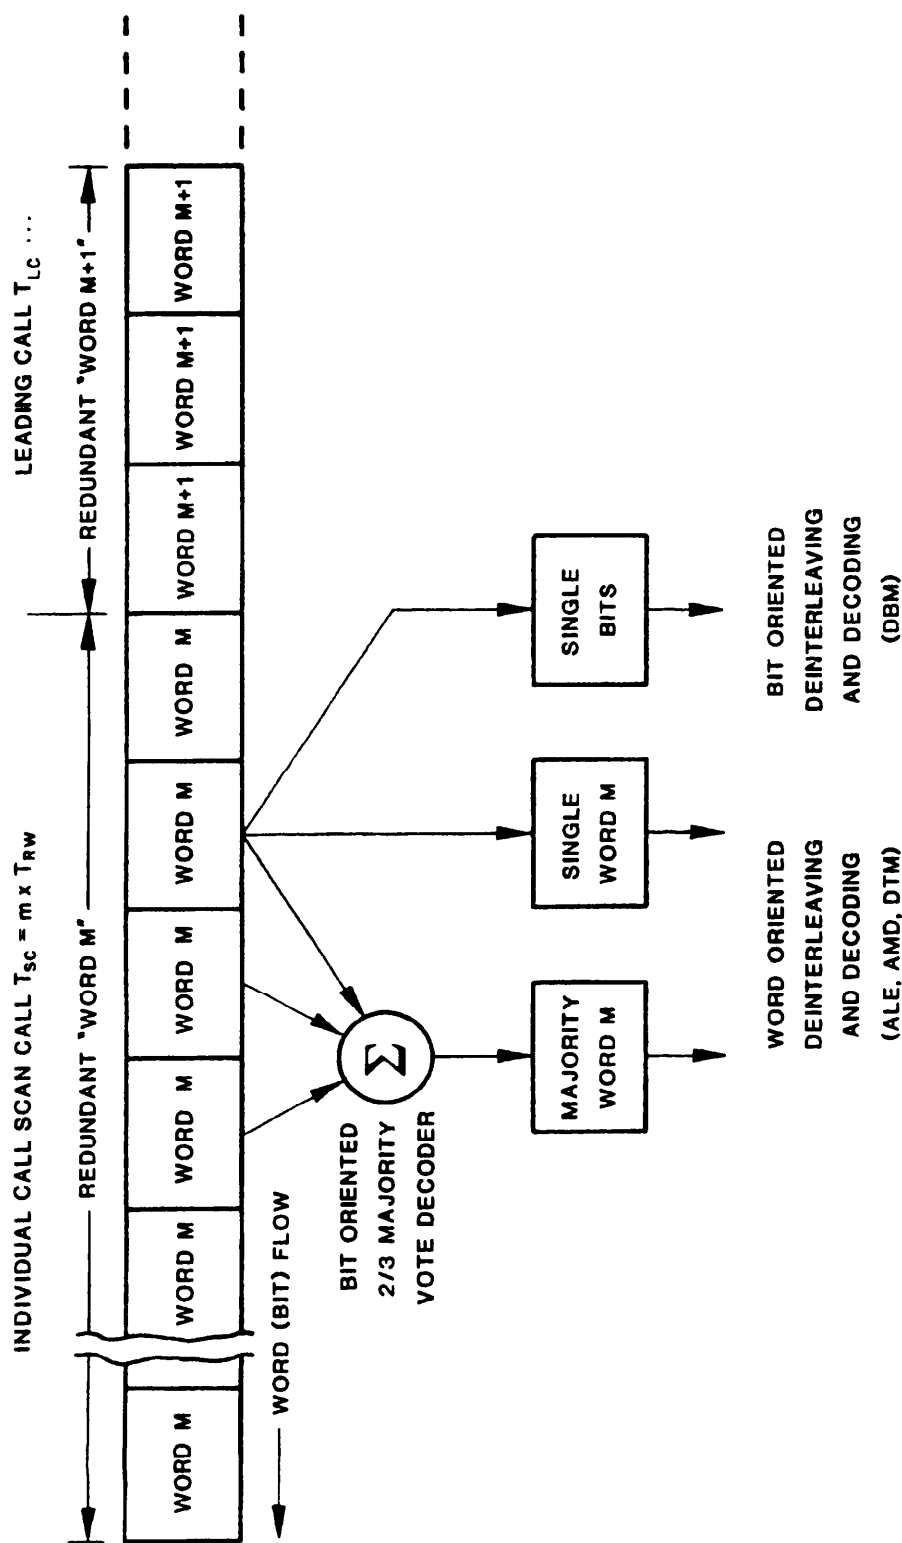 INDIVIDUAL CALL SCAN CALL T_SC = m x T_RW
LEADING CALL T_LC ...
REDUNDANT "WORD M"
REDUNDANT "WORD M+1"
WORD M
WORD M
WORD M
WORD M
WORD M
WORD M
WORD M+1
WORD M+1
WORD M+1
WORD (BIT) FLOW
BIT ORIENTED
2/3 MAJORITY
VOTE DECODER
Σ
MAJORITY
WORD M
SINGLE
WORD M
SINGLE
BITS
WORD ORIENTED
DEINTERLEAVING
AND DECODING
(ALE, AMD, DTM)
BIT ORIENTED
DEINTERLEAVING
AND DECODING
(DBM)